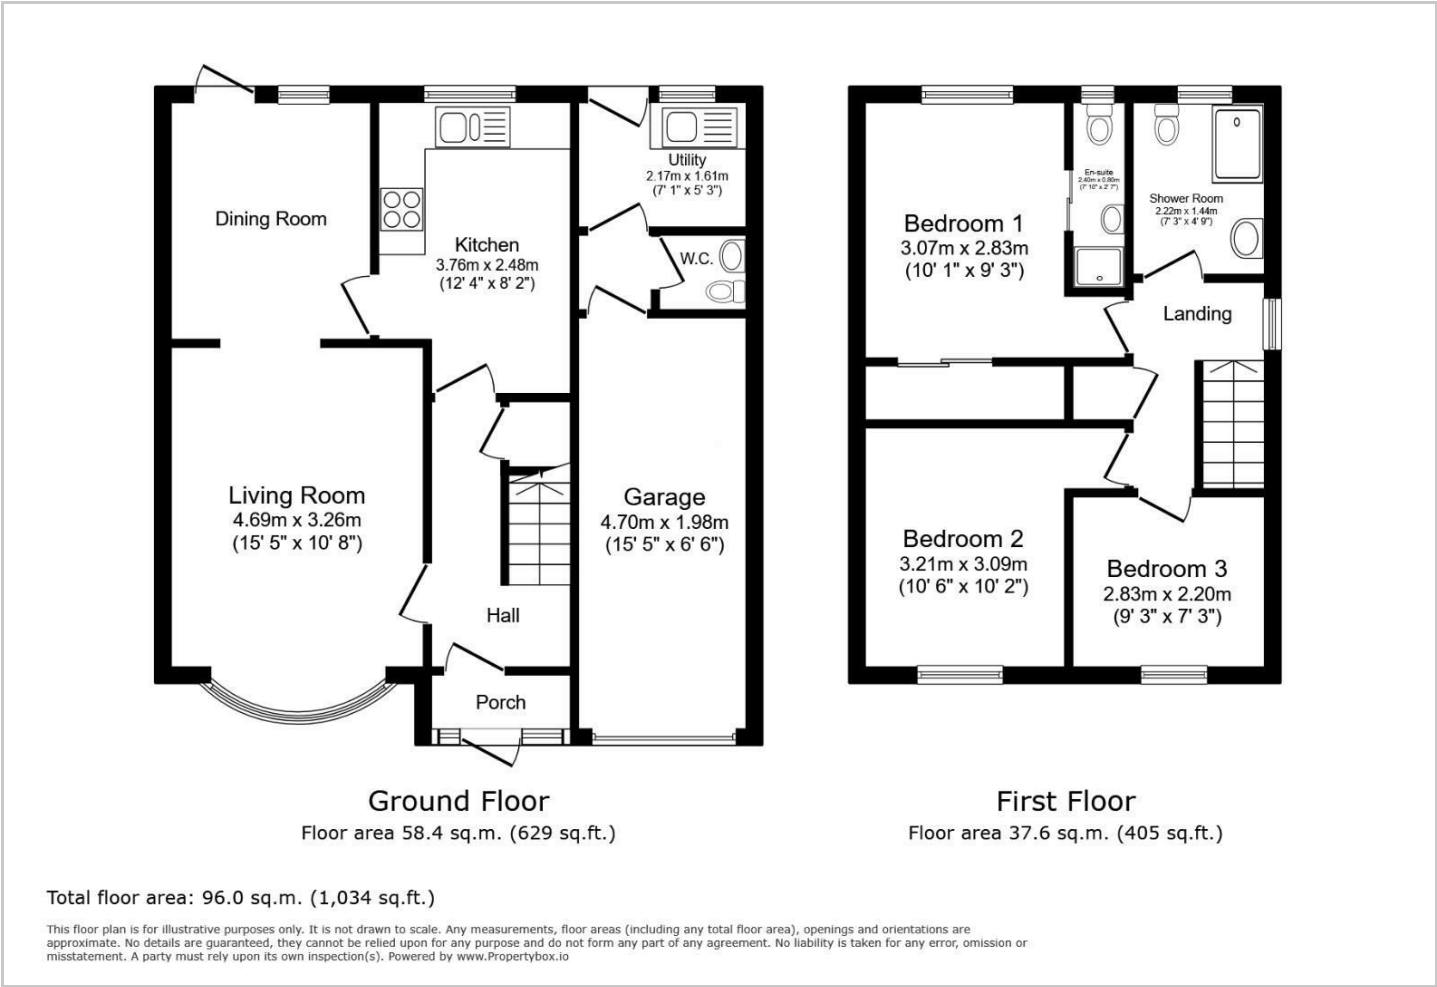 Dining Room
Kitchen
3.76m x 2.48m
(12' 4" x 8' 2")
Utility
2.17m x 1.61m
(7' 1" x 5' 3")
W.C.
Living Room
4.69m x 3.26m
(15' 5" x 10' 8")
Garage
4.70m x 1.98m
(15' 5" x 6' 6")
Hall
Porch
Ground Floor
Floor area 58.4 sq.m. (629 sq.ft.)
Bedroom 1
3.07m x 2.83m
(10' 1" x 9' 3")
En-suite
2.40m x 0.80m
(7' 10" x 2' 7")
Shower Room
2.22m x 1.44m
(7' 3" x 4' 9")
Landing
Bedroom 2
3.21m x 3.09m
(10' 6" x 10' 2")
Bedroom 3
2.83m x 2.20m
(9' 3" x 7' 3")
First Floor
Floor area 37.6 sq.m. (405 sq.ft.)
Total floor area: 96.0 sq.m. (1,034 sq.ft.)
This floor plan is for illustrative purposes only. It is not drawn to scale. Any measurements, floor areas (including any total floor area), openings and orientations are
approximate. No details are guaranteed, they cannot be relied upon for any purpose and do not form any part of any agreement. No liability is taken for any error, omission or
misstatement. A party must rely upon its own inspection(s). Powered by www.Propertybox.io